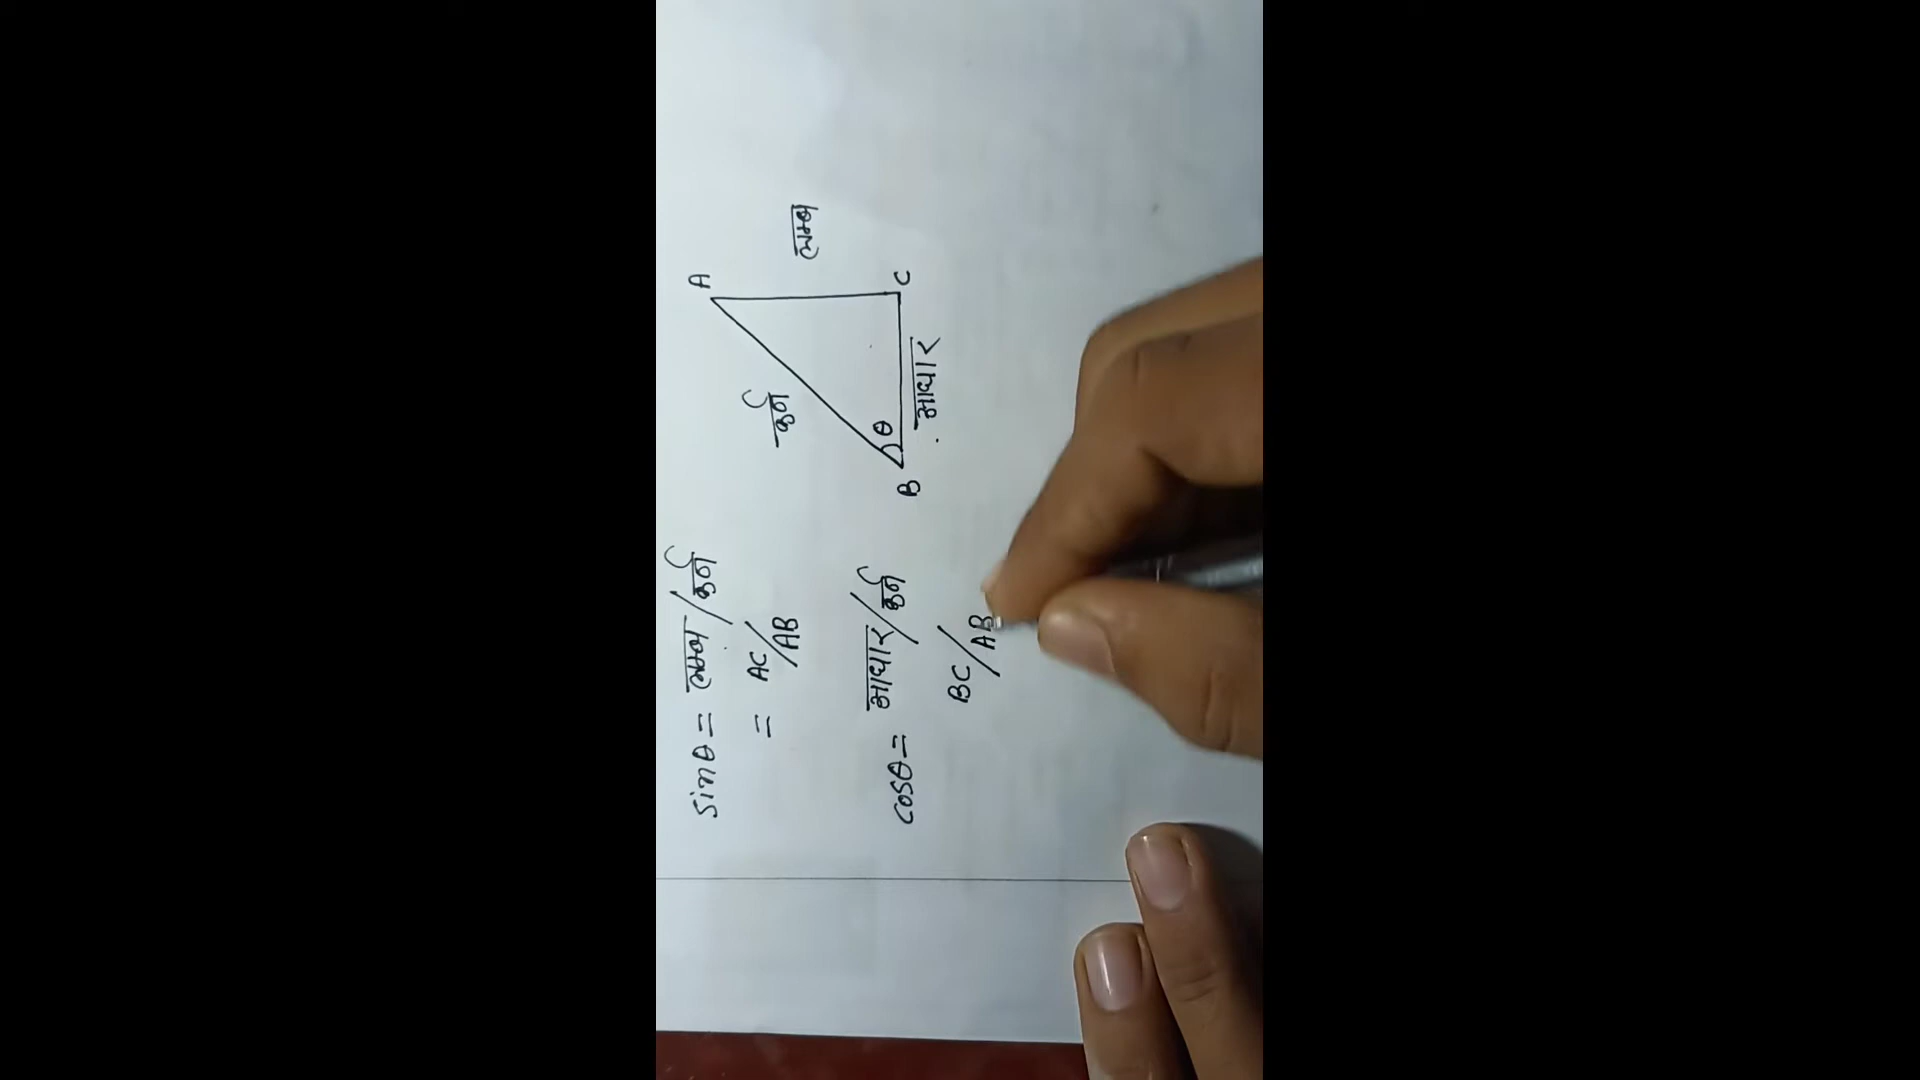 sinθ = लम्ब/कर्ण
= AC/AB
cosθ = आधार/कर्ण
BC/AB
A
लम्ब
कर्ण
θ
B
C
आधार